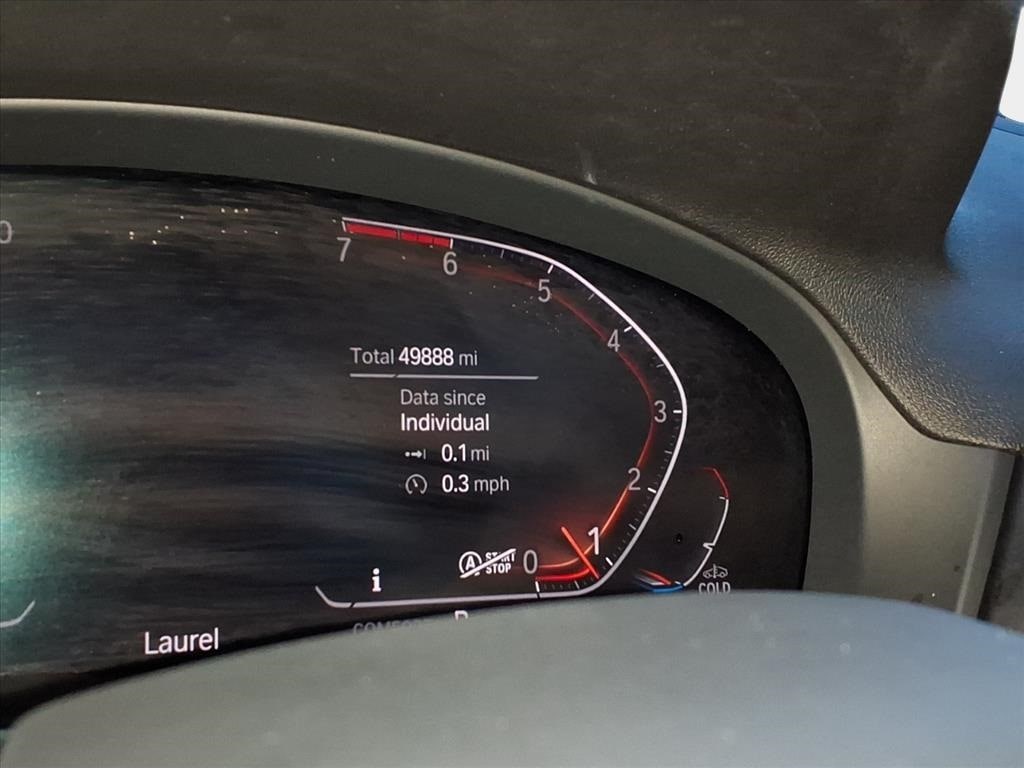 0
7
6
5
4
3
2
1
0
Total 49888 mi
Data since
Individual
0.1 mi
0.3 mph
A START STOP
i
COLD
Laurel